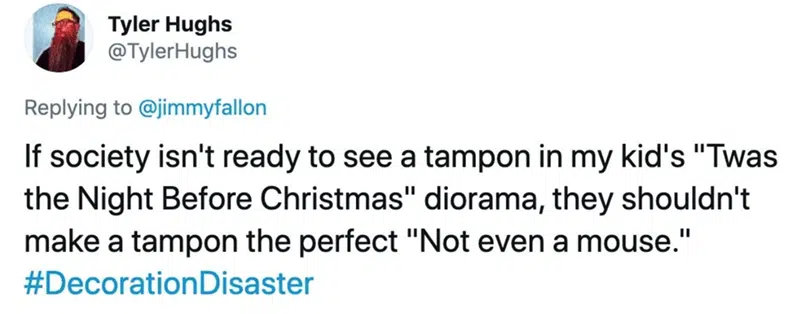 Tyler Hughs
@TylerHughs
Replying to @jimmyfallon
If society isn't ready to see a tampon in my kid's "Twas
the Night Before Christmas" diorama, they shouldn't
make a tampon the perfect "Not even a mouse."
#DecorationDisaster